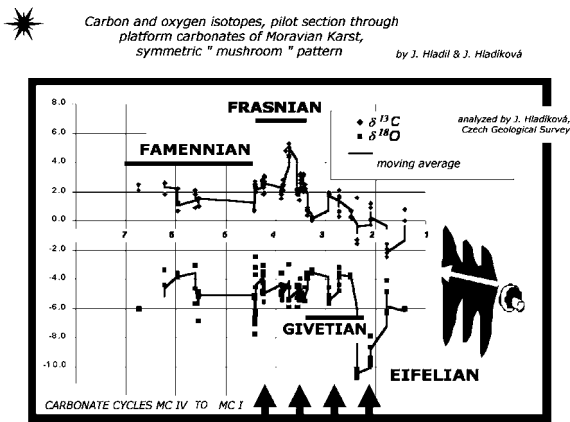 Carbon and oxygen isotopes, pilot section through
platform carbonates of Moravian Karst,
symmetric " mushroom " pattern
by J. Hladil & J. Hladíková
8.0
6.0
4.0
2.0
0.0
-2.0
-4.0
-6.0
-8.0
-10.0
FRASNIAN
FAMENNIAN
δ13C
δ18O
moving average
analyzed by J. Hladíková,
Czech Geological Survey
7 6 5 4 3 2 1
GIVETIAN
EIFELIAN
CARBONATE CYCLES MC IV TO MC I